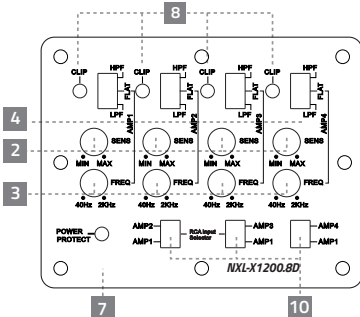 8
HPF HPF HPF HPF
CLIP CLIP CLIP CLIP
FLAT FLAT FLAT FLAT
LPF LPF LPF LPF
AMP1 AMP2 AMP3 AMP4
4
SENS SENS SENS SENS
2
MIN MAX MIN MAX MIN MAX MIN MAX
FREQ FREQ FREQ FREQ
3
40Hz 2KHz 40Hz 2KHz 40Hz 2KHz 40Hz 2KHz
POWER
PROTECT
AMP2 RCA Input AMP3 AMP4
AMP1 Selector AMP1 AMP1
NXL-X1200.8D
7
10